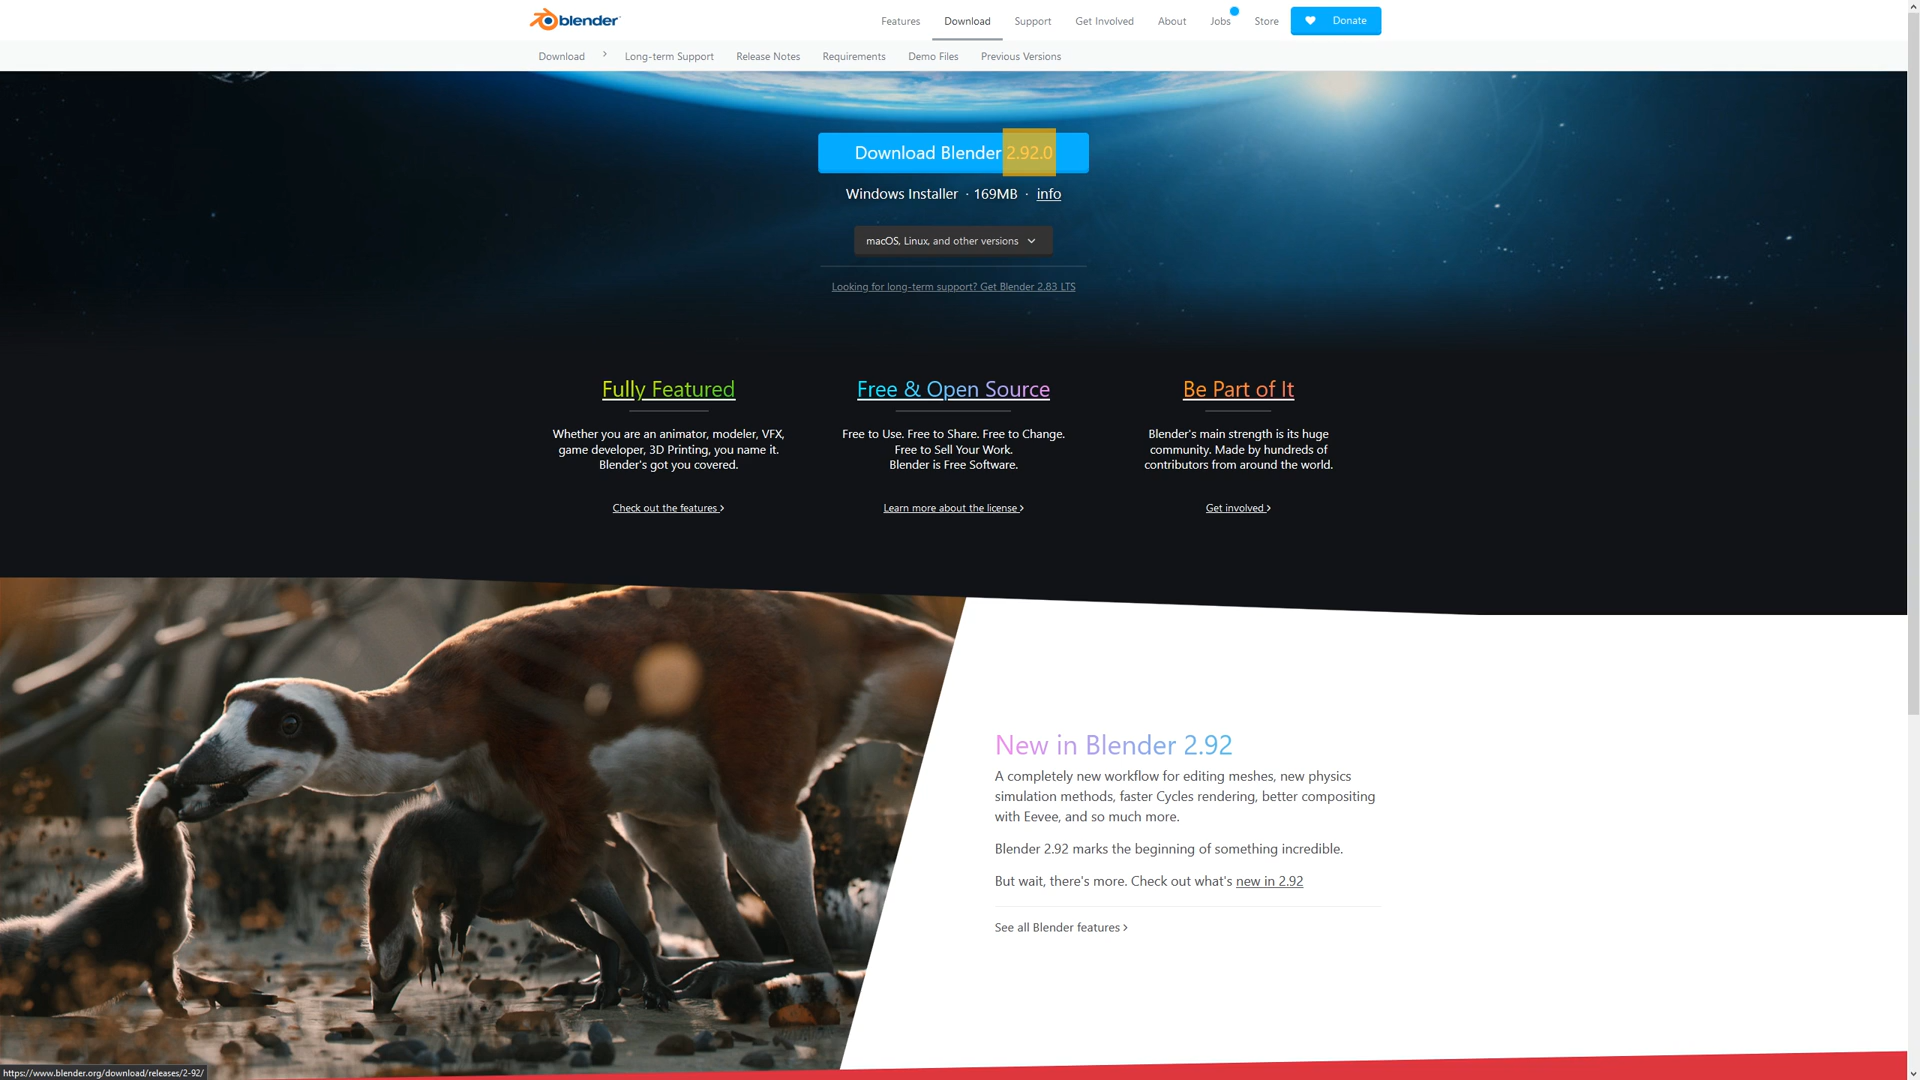 blender
Features
Download
Support
Get Involved
About
Jobs
Store
Donate
Download
Long-term Support
Release Notes
Requirements
Demo Files
Previous Versions
Download Blender 2.92.0
Windows Installer · 169MB · info
macOS, Linux, and other versions
Looking for long-term support? Get Blender 2.83 LTS
Fully Featured
Whether you are an animator, modeler, VFX,
game developer, 3D Printing, you name it.
Blender's got you covered.
Check out the features
Free & Open Source
Free to Use. Free to Share. Free to Change.
Free to Sell Your Work.
Blender is Free Software.
Learn more about the license
Be Part of It
Blender's main strength is its huge
community. Made by hundreds of
contributors from around the world.
Get involved
New in Blender 2.92
A completely new workflow for editing meshes, new physics
simulation methods, faster Cycles rendering, better compositing
with Eevee, and so much more.
Blender 2.92 marks the beginning of something incredible.
But wait, there's more. Check out what's new in 2.92
See all Blender features
https://www.blender.org/download/releases/2-92/